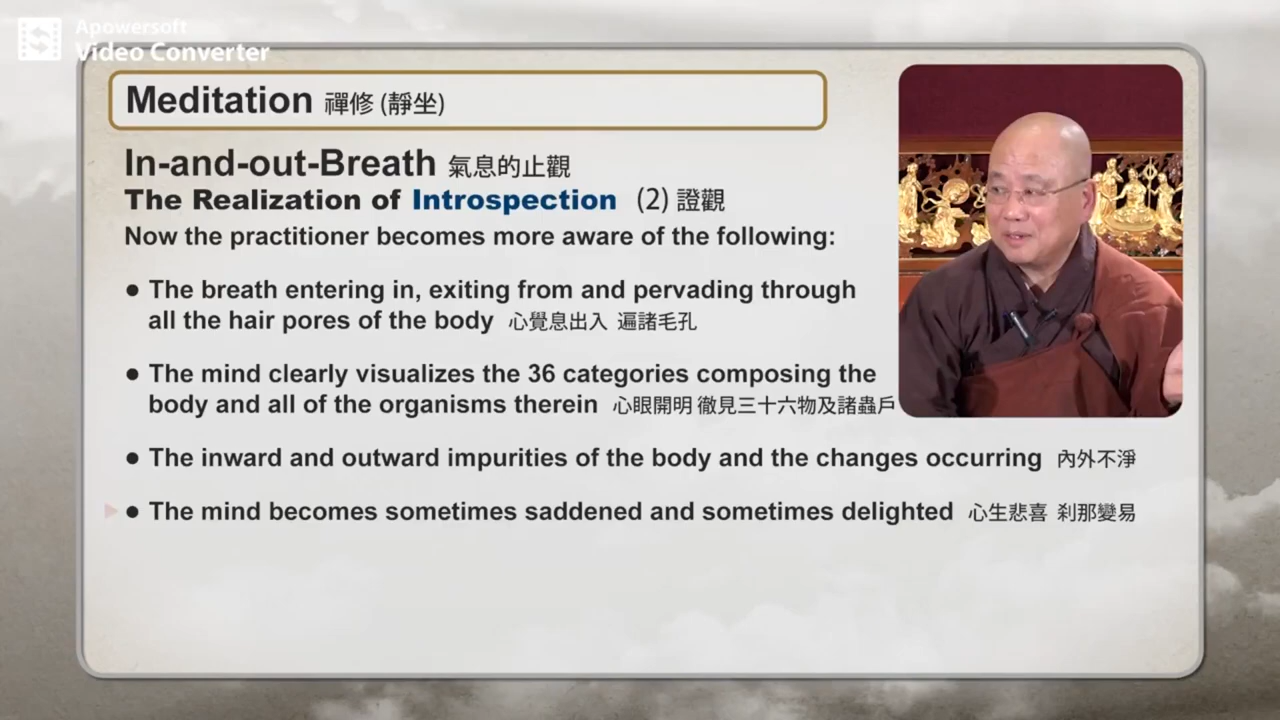 Apowersoft
Video Converter
Meditation 禪修 (靜坐)
In-and-out-Breath 氣息的止觀
The Realization of Introspection (2) 證觀
Now the practitioner becomes more aware of the following:
● The breath entering in, exiting from and pervading through
all the hair pores of the body 心覺息出入 遍諸毛孔
● The mind clearly visualizes the 36 categories composing the
body and all of the organisms therein 心眼開明 徹見三十六物及諸蟲戶
● The inward and outward impurities of the body and the changes occurring 內外不淨
● The mind becomes sometimes saddened and sometimes delighted 心生悲喜 剎那變易